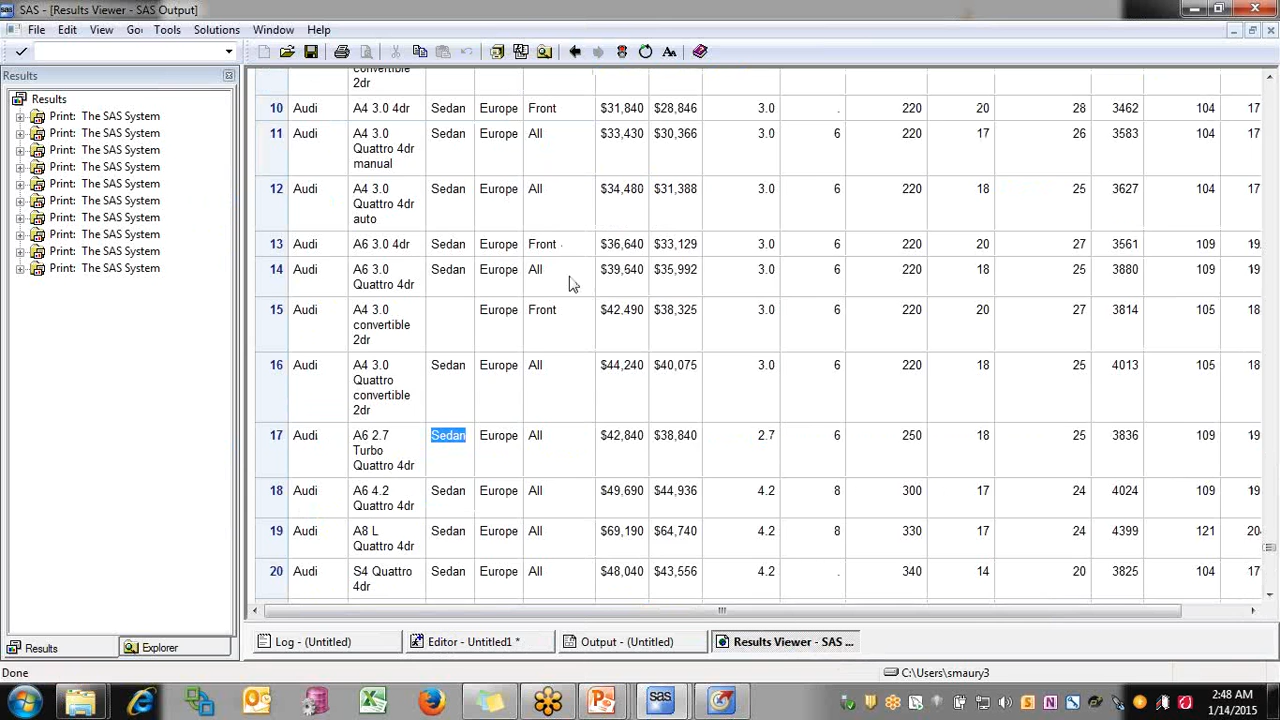 SAS - [Results Viewer - SAS Output]
File Edit View Go Tools Solutions Window Help
Results
Results
Print: The SAS System
Print: The SAS System
Print: The SAS System
Print: The SAS System
Print: The SAS System
Print: The SAS System
Print: The SAS System
Print: The SAS System
Print: The SAS System
Print: The SAS System
convertible
2dr
10 Audi A4 3.0 4dr Sedan Europe Front $31,840 $28,846 3.0 . 220 20 28 3462 104 17
11 Audi A4 3.0 Sedan Europe All $33,430 $30,366 3.0 6 220 17 26 3583 104 17
Quattro 4dr
manual
12 Audi A4 3.0 Sedan Europe All $34,480 $31,388 3.0 6 220 18 25 3627 104 17
Quattro 4dr
auto
13 Audi A6 3.0 4dr Sedan Europe Front $36,640 $33,129 3.0 6 220 20 27 3561 109 19
14 Audi A6 3.0 Sedan Europe All $39,640 $35,992 3.0 6 220 18 25 3880 109 19
Quattro 4dr
15 Audi A4 3.0 Europe Front $42,490 $38,325 3.0 6 220 20 27 3814 105 18
convertible
2dr
16 Audi A4 3.0 Sedan Europe All $44,240 $40,075 3.0 6 220 18 25 4013 105 18
Quattro
convertible
2dr
17 Audi A6 2.7 Sedan Europe All $42,840 $38,840 2.7 6 250 18 25 3836 109 19
Turbo
Quattro 4dr
18 Audi A6 4.2 Sedan Europe All $49,690 $44,936 4.2 8 300 17 24 4024 109 19
Quattro 4dr
19 Audi A8 L Sedan Europe All $69,190 $64,740 4.2 8 330 17 24 4399 121 20
Quattro 4dr
20 Audi S4 Quattro Sedan Europe All $48,040 $43,556 4.2 . 340 14 20 3825 104 17
4dr
Results Explorer
Log - (Untitled) Editor - Untitled1 * Output - (Untitled) Results Viewer - SAS ...
Done C:\Users\smaury3
2:48 AM
1/14/2015